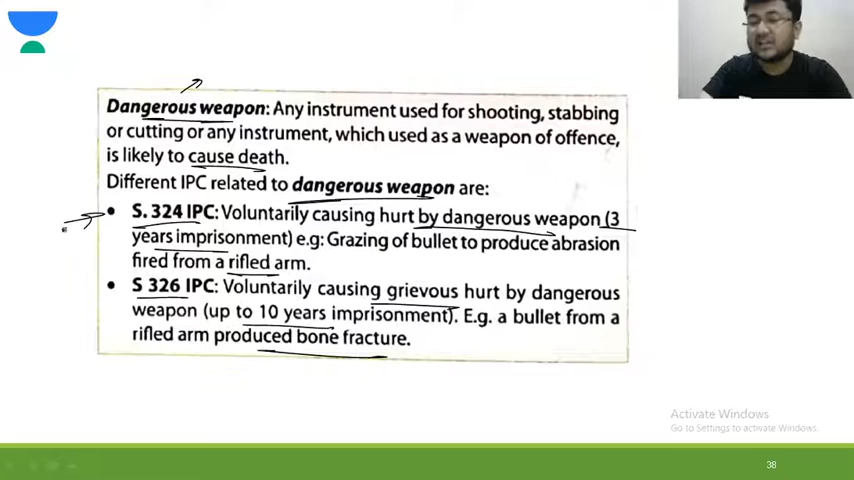 Dangerous weapon: Any instrument used for shooting, stabbing
or cutting or any instrument, which used as a weapon of offence,
is likely to cause death.
Different IPC related to dangerous weapon are:
• S. 324 IPC: Voluntarily causing hurt by dangerous weapon (3
years imprisonment) e.g: Grazing of bullet to produce abrasion
fired from a rifled arm.
• S 326 IPC: Voluntarily causing grievous hurt by dangerous
weapon (up to 10 years imprisonment). E.g. a bullet from a
rifled arm produced bone fracture.
Activate Windows
Go to Settings to activate Windows.
38